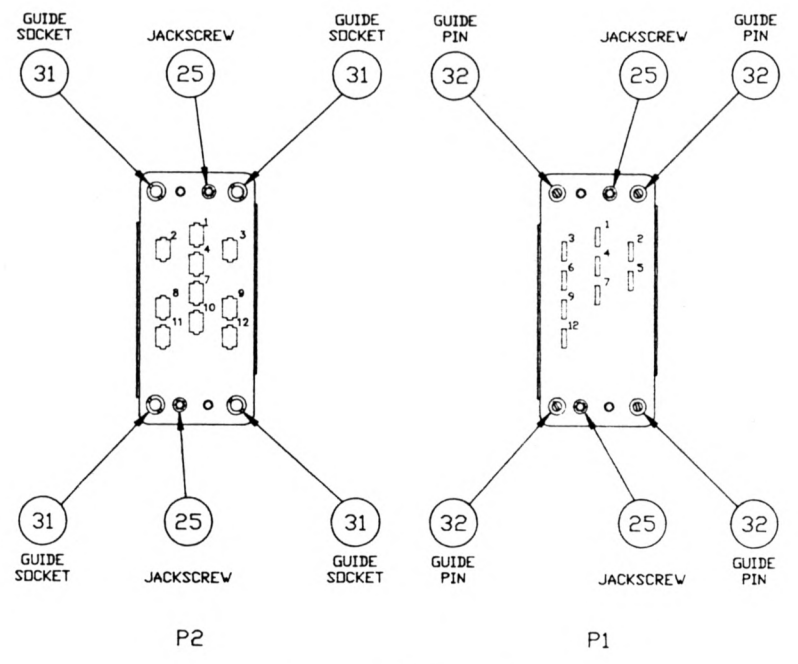 GUIDE
SOCKET
JACKSCREW
GUIDE
SOCKET
31
25
31
1
2
3
4
7
8
9
10
11
12
31
25
31
GUIDE
SOCKET
JACKSCREW
GUIDE
SOCKET
P2
GUIDE
PIN
JACKSCREW
GUIDE
PIN
32
25
32
1
3
2
4
5
6
7
9
12
32
25
32
GUIDE
PIN
JACKSCREW
GUIDE
PIN
P1